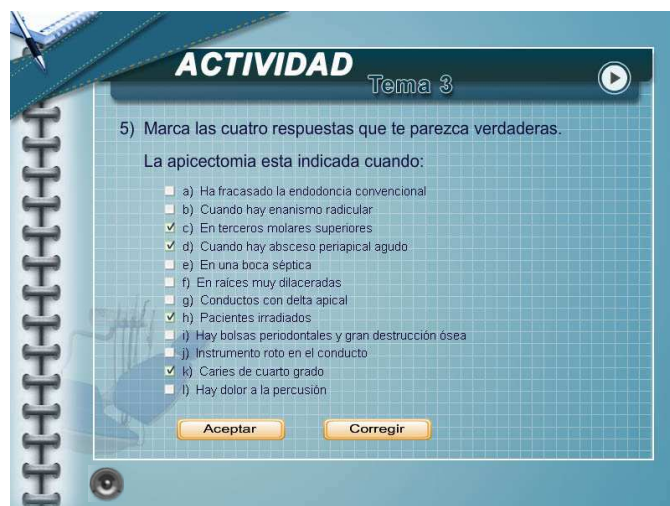 ACTIVIDAD
Tema 3
5) Marca las cuatro respuestas que te parezca verdaderas.
La apicectomia esta indicada cuando:
a) Ha fracasado la endodoncia convencional
b) Cuando hay enanismo radicular
c) En terceros molares superiores
d) Cuando hay absceso periapical agudo
e) En una boca séptica
f) En raíces muy dilaceradas
g) Conductos con delta apical
h) Pacientes irradiados
i) Hay bolsas periodontales y gran destrucción ósea
j) Instrumento roto en el conducto
k) Caries de cuarto grado
l) Hay dolor a la percusión
Aceptar Corregir